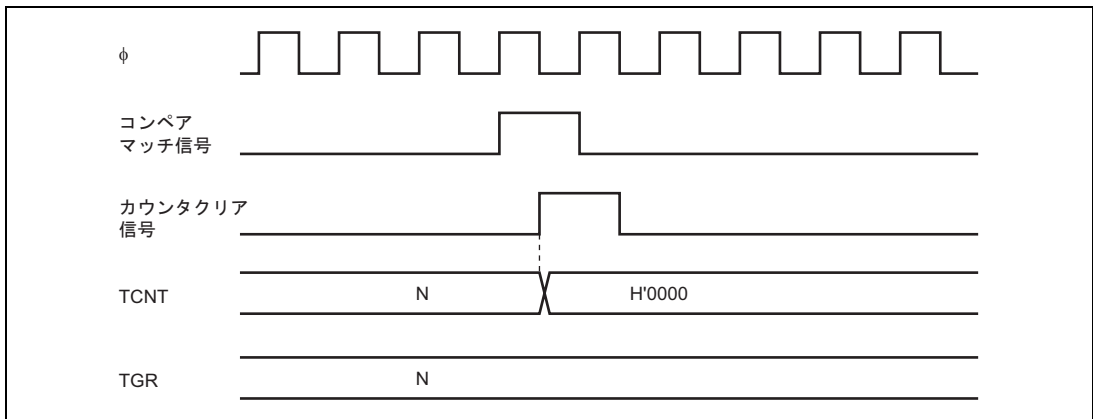 φ
コンペア
マッチ信号
カウンタクリア
信号
TCNT N H'0000
TGR N